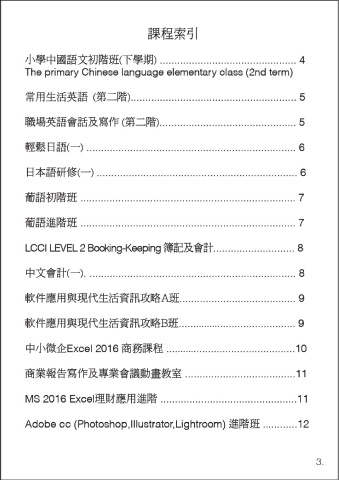 課程索引
小學中國語文初階班(下學期) ................................................ 4
The primary Chinese language elementary class (2nd term)
常用生活英語 (第二階)......................................................... 5
職場英語會話及寫作 (第二階)............................................... 5
輕鬆日語(一) ........................................................................ 6
日本語研修(一) ..................................................................... 6
葡語初階班 .......................................................................... 7
葡語進階班 .......................................................................... 7
LCCI LEVEL 2 Booking-Keeping 簿記及會計............................ 8
中文會計(一). ....................................................................... 8
軟件應用與現代生活資訊攻略A班........................................ 9
軟件應用與現代生活資訊攻略B班........................................ 9
中小微企Excel 2016 商務課程 ............................................10
商業報告寫作及專業會議動畫教室 ......................................11
MS 2016 Excel理財應用進階 ...............................................11
Adobe cc (Photoshop,Illustrator,Lightroom) 進階班 ............12
3.